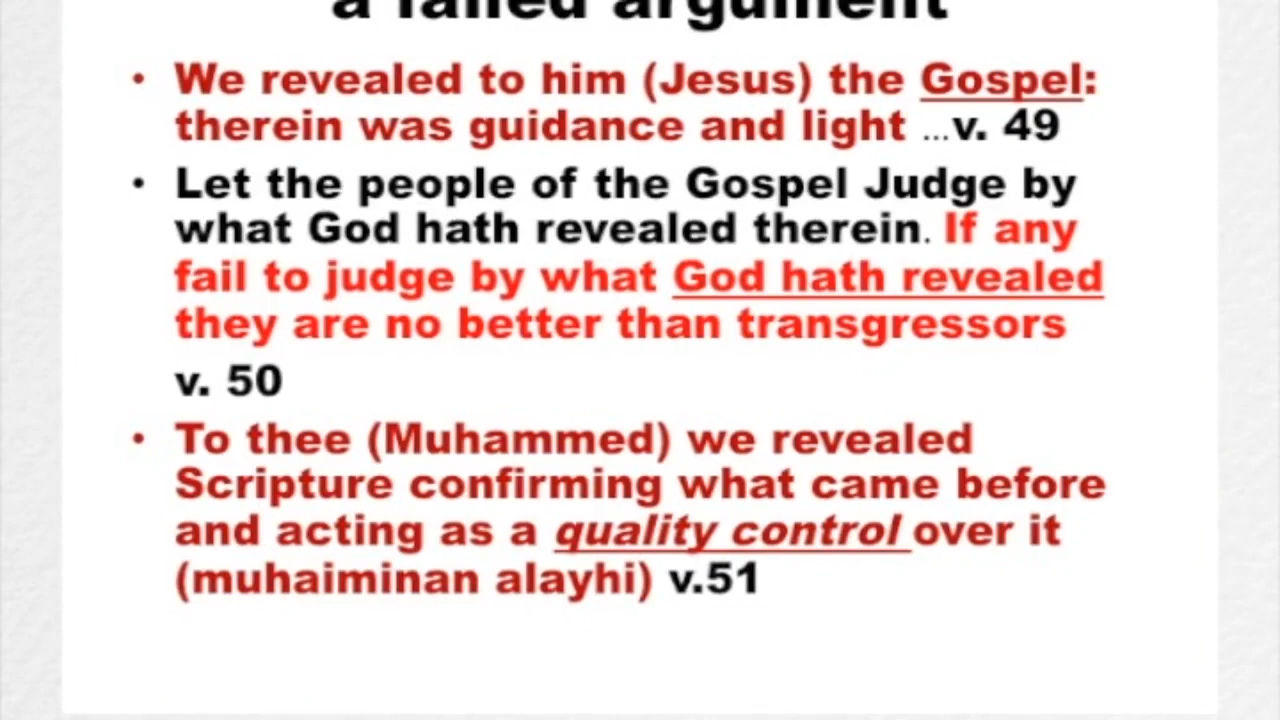 a failed argument
• We revealed to him (Jesus) the Gospel:
therein was guidance and light ...v. 49
• Let the people of the Gospel Judge by
what God hath revealed therein. If any
fail to judge by what God hath revealed
they are no better than transgressors
v. 50
• To thee (Muhammed) we revealed
Scripture confirming what came before
and acting as a quality control over it
(muhaiminan alayhi) v.51